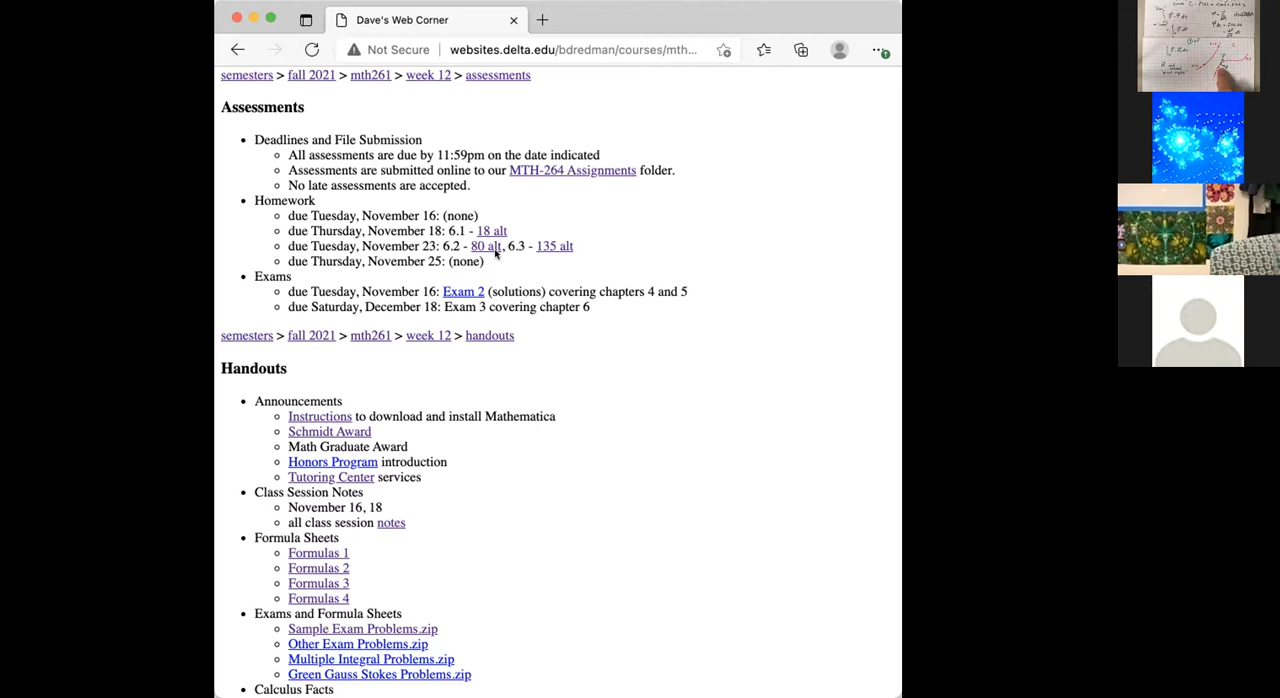 Dave's Web Corner
Not Secure
websites.delta.edu/bdredman/courses/mth...
semesters > fall 2021 > mth261 > week 12 > assessments
Assessments
Deadlines and File Submission
All assessments are due by 11:59pm on the date indicated
Assessments are submitted online to our MTH-264 Assignments folder.
No late assessments are accepted.
Homework
due Tuesday, November 16: (none)
due Thursday, November 18: 6.1 - 18 alt
due Tuesday, November 23: 6.2 - 80 alt, 6.3 - 135 alt
due Thursday, November 25: (none)
Exams
due Tuesday, November 16: Exam 2 (solutions) covering chapters 4 and 5
due Saturday, December 18: Exam 3 covering chapter 6
semesters > fall 2021 > mth261 > week 12 > handouts
Handouts
Announcements
Instructions to download and install Mathematica
Schmidt Award
Math Graduate Award
Honors Program introduction
Tutoring Center services
Class Session Notes
November 16, 18
all class session notes
Formula Sheets
Formulas 1
Formulas 2
Formulas 3
Formulas 4
Exams and Formula Sheets
Sample Exam Problems.zip
Other Exam Problems.zip
Multiple Integral Problems.zip
Green Gauss Stokes Problems.zip
Calculus Facts